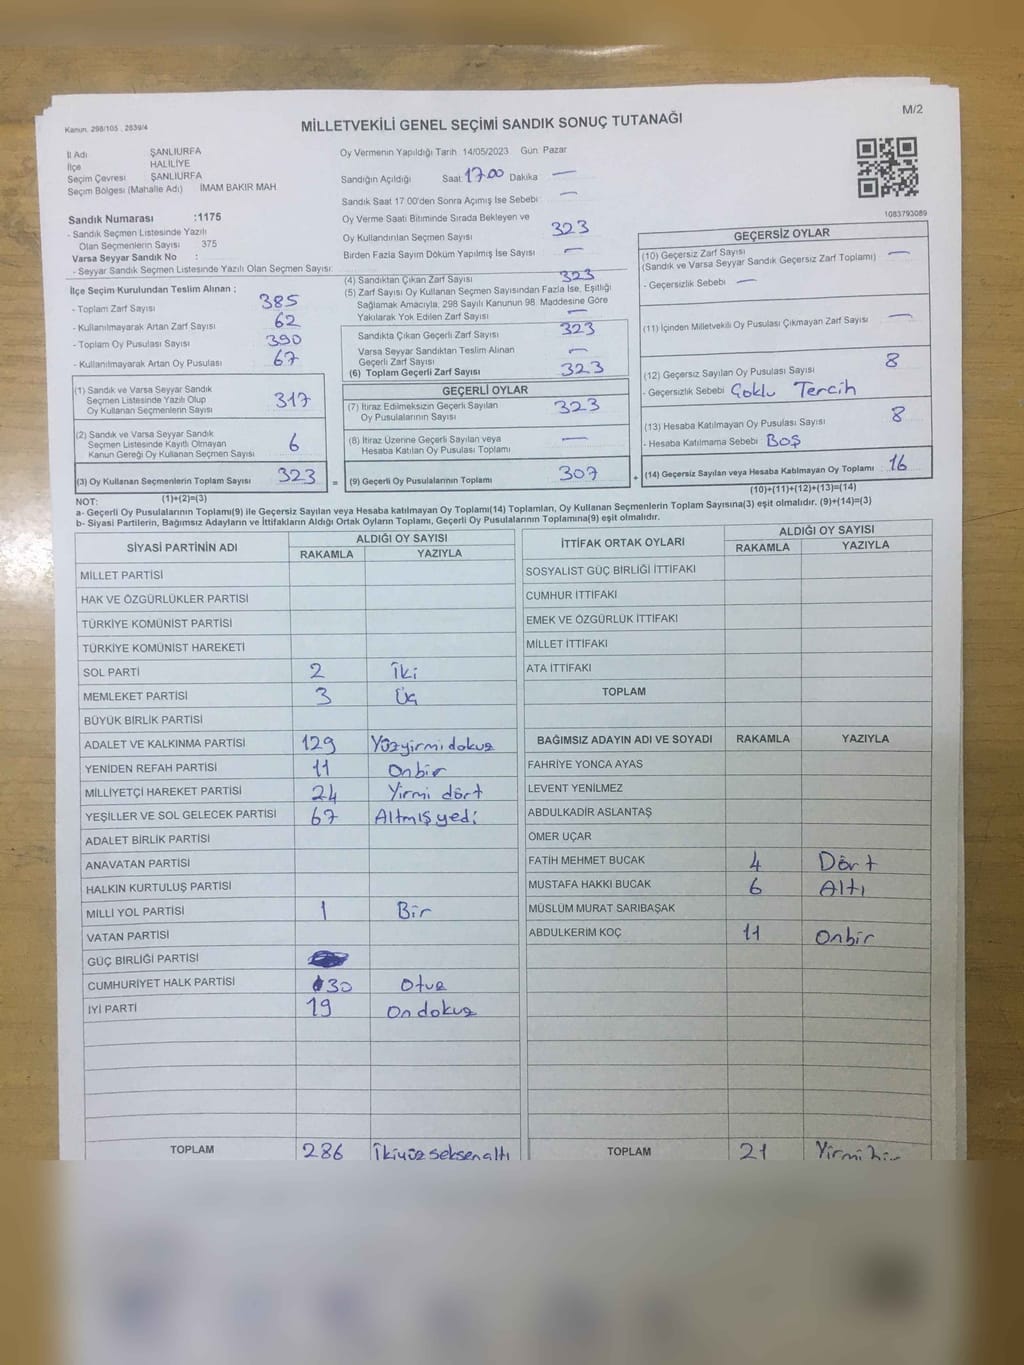 Kanun, 298/105 , 2839/4
MİLLETVEKİLİ GENEL SEÇİMİ SANDIK SONUÇ TUTANAĞI
M/2
İl Adı ŞANLIURFA
İlçe HALİLİYE
Seçim Çevresi ŞANLIURFA
Seçim Bölgesi (Mahalle Adı) İMAM BAKIR MAH
Sandık Numarası :1175
- Sandık Seçmen Listesinde Yazılı
Olan Seçmenlerin Sayısı 375
Varsa Seyyar Sandık No :
- Seyyar Sandık Seçmen Listesinde Yazılı Olan Seçmen Sayısı:
Oy Vermenin Yapıldığı Tarih 14/05/2023 Gün Pazar
Sandığın Açıldığı Saat 17.00 Dakika —
Sandık Saat 17 00'den Sonra Açımış İse Sebebi —
Oy Verme Saati Bitiminde Sırada Bekleyen ve
Oy Kullandırılan Seçmen Sayısı 323
Birden Fazla Sayım Döküm Yapılmış İse Sayısı —
1083793089
İlçe Seçim Kurulundan Teslim Alınan ;
- Toplam Zarf Sayısı 385
- Kullanılmayarak Artan Zarf Sayısı 62
- Toplam Oy Pusulası Sayısı 390
- Kullanılmayarak Artan Oy Pusulası 67
(1) Sandık ve Varsa Seyyar Sandık
Seçmen Listesinde Yazılı Olup
Oy Kullanan Seçmenlerin Sayısı 317
(2) Sandık ve Varsa Seyyar Sandık
Seçmen Listesinde Kayıtlı Olmayan
Kanun Gereği Oy Kullanan Seçmen Sayısı 6
(3) Oy Kullanan Seçmenlerin Toplam Sayısı 323 =
(1)+(2)=(3)
(4) Sandıktan Çıkan Zarf Sayısı 323
(5) Zarf Sayısı Oy Kullanan Seçmen Sayısından Fazla İse, Eşitliği
Sağlamak Amacıyla, 298 Sayılı Kanunun 98. Maddesine Göre
Yakılarak Yok Edilen Zarf Sayısı —
Sandıkta Çıkan Geçerli Zarf Sayısı 323
Varsa Seyyar Sandıktan Teslim Alınan
Geçerli Zarf Sayısı —
(6) Toplam Geçerli Zarf Sayısı 323
GEÇERLİ OYLAR
(7) İtiraz Edilmeksizin Geçerli Sayılan
Oy Pusulalarının Sayısı 323
(8) İtiraz Üzerine Geçerli Sayılan veya
Hesaba Katılan Oy Pusulası Toplamı —
(9) Geçerli Oy Pusulalarının Toplamı 307 +
GEÇERSİZ OYLAR
(10) Geçersiz Zarf Sayısı
(Sandık ve Varsa Seyyar Sandık Geçersiz Zarf Toplamı) —
- Geçersizlik Sebebi —
(11) İçinden Milletvekili Oy Pusulası Çıkmayan Zarf Sayısı —
(12) Geçersiz Sayılan Oy Pusulası Sayısı 8
- Geçersizlik Sebebi Çoklu Tercih
(13) Hesaba Katılmayan Oy Pusulası Sayısı 8
- Hesaba Katılmama Sebebi BOŞ
(14) Geçersiz Sayılan veya Hesaba Katılmayan Oy Toplamı 16
(10)+(11)+(12)+(13)=(14)
NOT:
a- Geçerli Oy Pusulalarının Toplamı(9) ile Geçersiz Sayılan veya Hesaba katılmayan Oy Toplamı(14) Toplamları, Oy Kullanan Seçmenlerin Toplam Sayısına(3) eşit olmalıdır. (9)+(14)=(3)
b- Siyasi Partilerin, Bağımsız Adayların ve İttifakların Aldığı Ortak Oyların Toplamı, Geçerli Oy Pusulalarının Toplamına(9) eşit olmalıdır.
SİYASİ PARTİNİN ADI ALDIĞI OY SAYISI
RAKAMLA YAZIYLA
MİLLET PARTİSİ
HAK VE ÖZGÜRLÜKLER PARTİSİ
TÜRKİYE KOMÜNİST PARTİSİ
TÜRKİYE KOMÜNİST HAREKETİ
SOL PARTİ 2 İki
MEMLEKET PARTİSİ 3 Üç
BÜYÜK BİRLİK PARTİSİ
ADALET VE KALKINMA PARTİSİ 129 Yüzyirmi dokuz
YENİDEN REFAH PARTİSİ 11 Onbir
MİLLİYETÇİ HAREKET PARTİSİ 24 Yirmi dört
YEŞİLLER VE SOL GELECEK PARTİSİ 67 Altmış yedi
ADALET BİRLİK PARTİSİ
ANAVATAN PARTİSİ
HALKIN KURTULUŞ PARTİSİ
MİLLİ YOL PARTİSİ 1 Bir
VATAN PARTİSİ
GÜÇ BİRLİĞİ PARTİSİ
CUMHURİYET HALK PARTİSİ 30 Otuz
İYİ PARTİ 19 On dokuz
TOPLAM 286 İkiyüz seksen altı
İTTİFAK ORTAK OYLARI ALDIĞI OY SAYISI
RAKAMLA YAZIYLA
SOSYALİST GÜÇ BİRLİĞİ İTTİFAKI
CUMHUR İTTİFAKI
EMEK VE ÖZGÜRLÜK İTTİFAKI
MİLLET İTTİFAKI
ATA İTTİFAKI
TOPLAM
BAĞIMSIZ ADAYIN ADI VE SOYADI RAKAMLA YAZIYLA
FAHRİYE YONCA AYAS
LEVENT YENİLMEZ
ABDULKADİR ASLANTAŞ
ÖMER UÇAR
FATİH MEHMET BUCAK 4 Dört
MUSTAFA HAKKI BUCAK 6 Altı
MÜSLÜM MURAT SARIBAŞAK
ABDULKERİM KOÇ 11 Onbir
TOPLAM 21 Yirmi bir